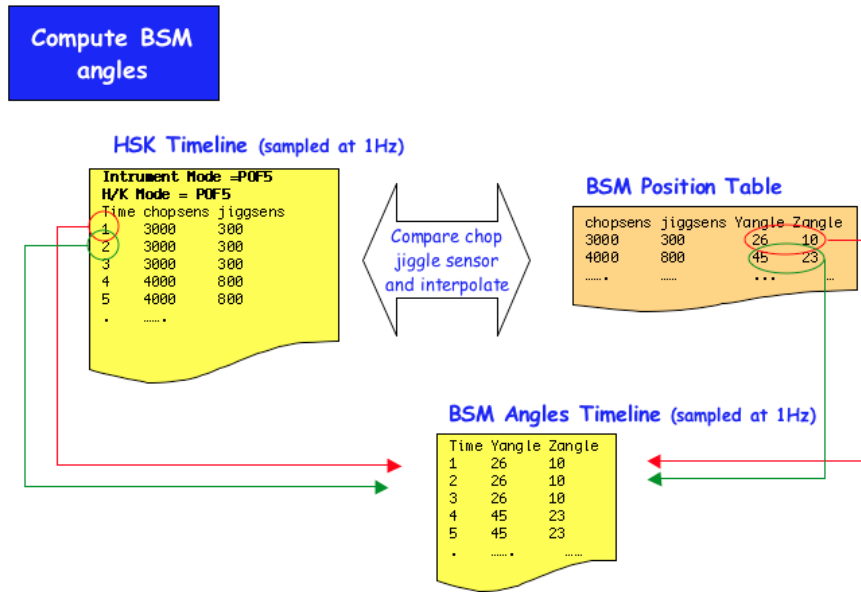 Compute BSM
angles
HSK Timeline (sampled at 1Hz)
Intrument Mode =POF5
H/K Mode = POF5
Time chopsens jiggsens
1 3000 300
2 3000 300
3 3000 300
4 4000 800
5 4000 800
. ......
Compare chop
jiggle sensor
and interpolate
BSM Position Table
chopsens jiggsens Yangle Zangle
3000 300 26 10
4000 800 45 23
...... ..... ... ...
BSM Angles Timeline (sampled at 1Hz)
Time Yangle Zangle
1 26 10
2 26 10
3 26 10
4 45 23
5 45 23
. ...... .....